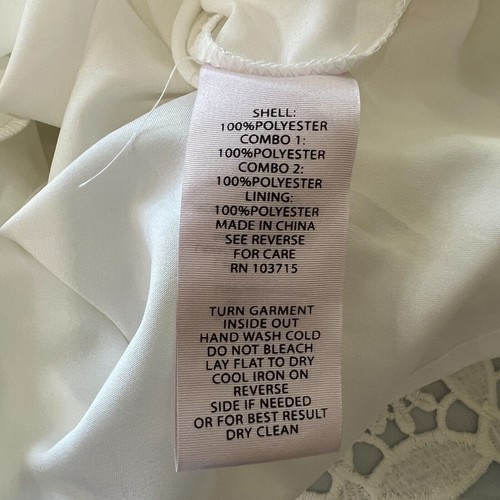 SHELL:
100%POLYESTER
COMBO 1:
100%POLYESTER
COMBO 2:
100%POLYESTER
LINING:
100%POLYESTER
MADE IN CHINA
SEE REVERSE
FOR CARE
RN 103715
TURN GARMENT
INSIDE OUT
HAND WASH COLD
DO NOT BLEACH
LAY FLAT TO DRY
COOL IRON ON
REVERSE
SIDE IF NEEDED
OR FOR BEST RESULT
DRY CLEAN